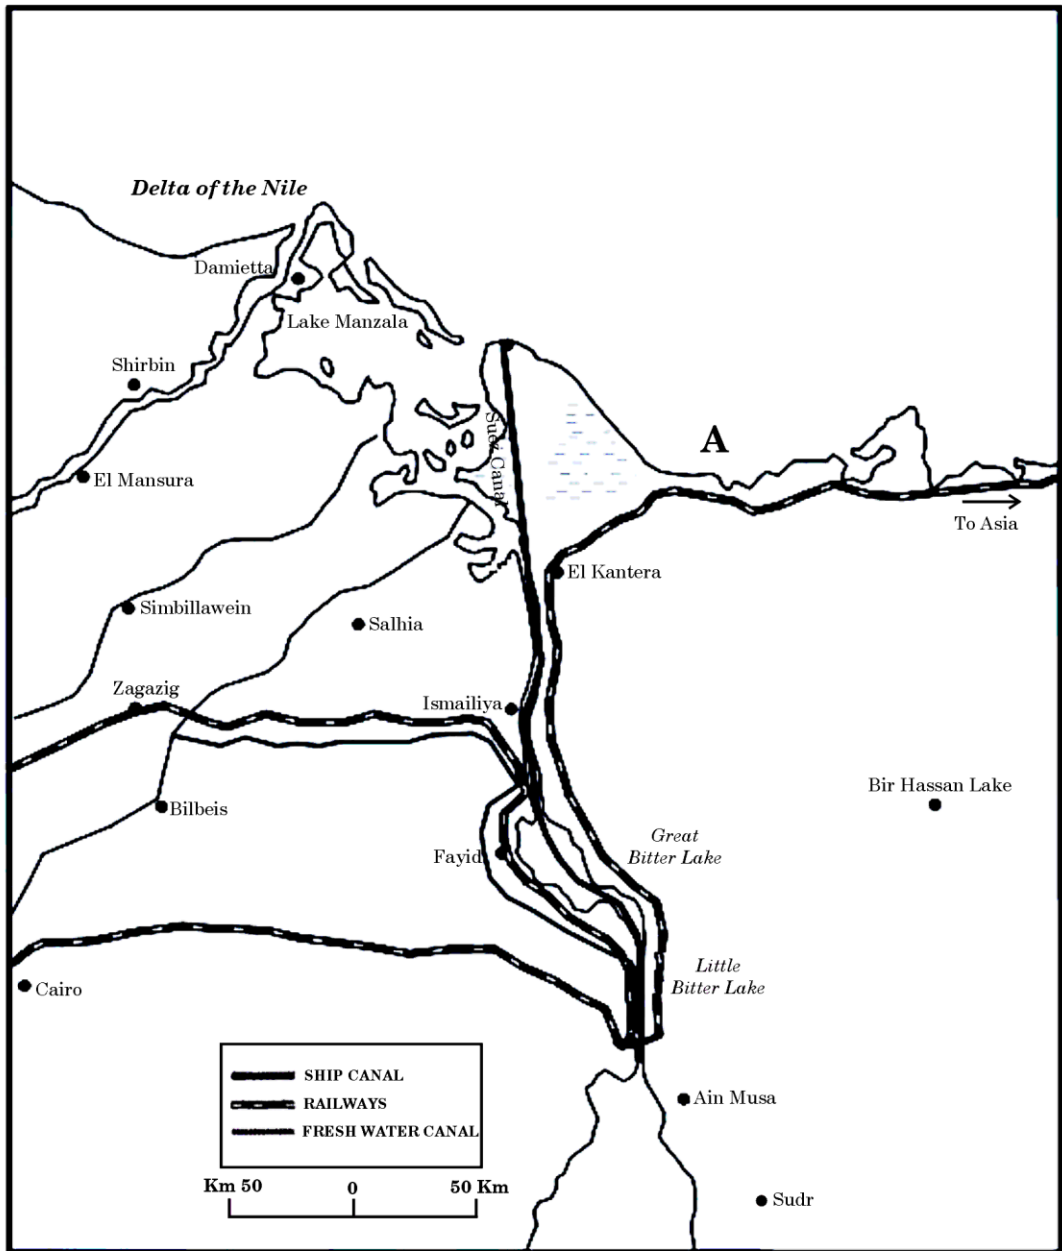 Delta of the Nile
Damietta
Lake Manzala
Shirbin
Suez Canal
A
El Mansura
To Asia
El Kantera
Simbillawein
Salhia
Zagazig
Ismailiya
Bir Hassan Lake
Bilbeis
Great
Bitter Lake
Fayid
Little
Bitter Lake
Cairo
SHIP CANAL
RAILWAYS
FRESH WATER CANAL
Ain Musa
Km 50 0 50 Km
Sudr